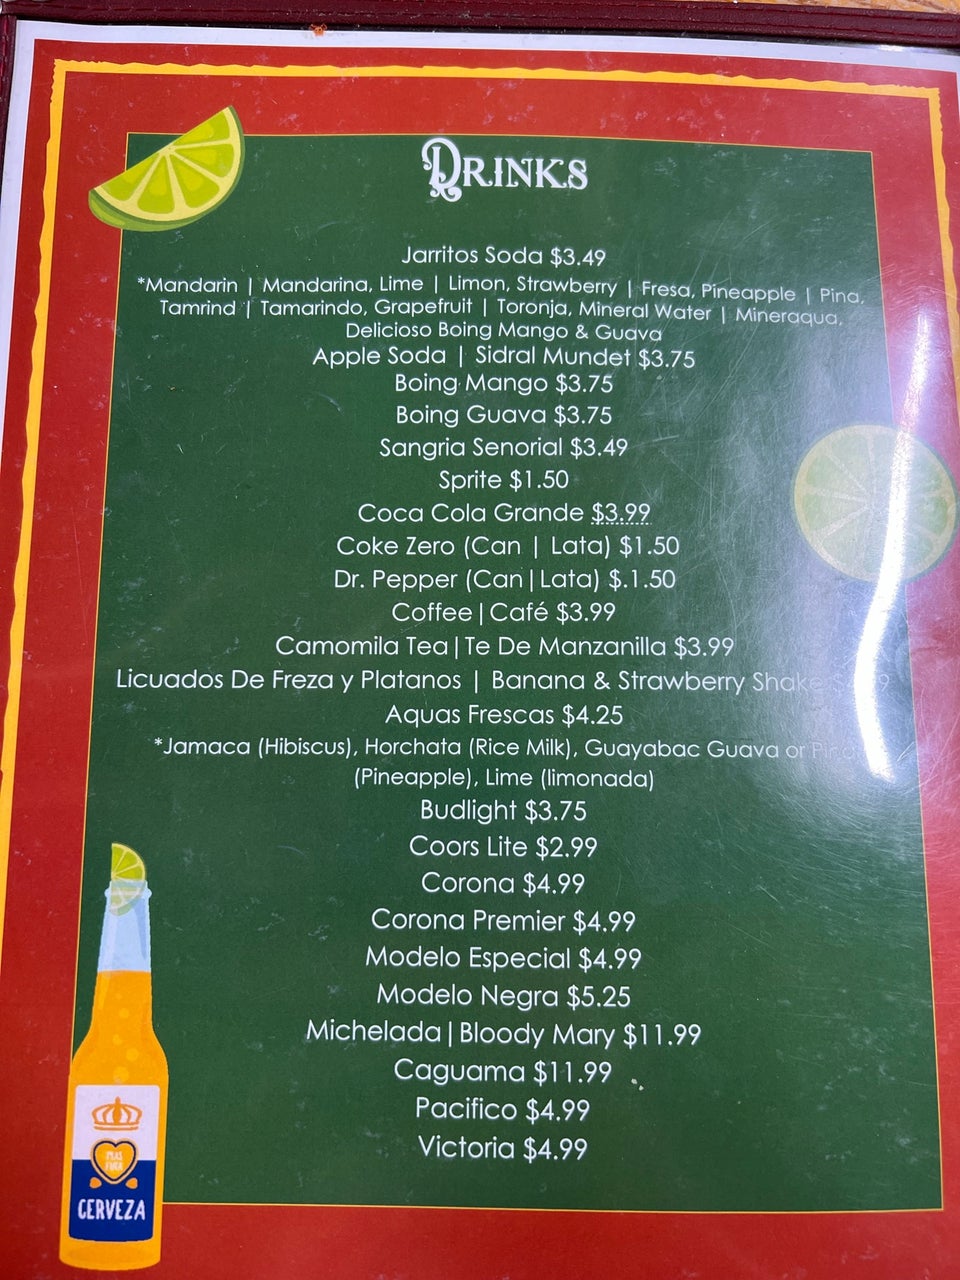 DRINKS
Jarritos Soda $3.49
*Mandarin | Mandarina, Lime | Limon, Strawberry | Fresa, Pineapple | Pina,
Tamrind | Tamarindo, Grapefruit | Toronja, Mineral Water | Mineraqua,
Delicioso Boing Mango & Guava
Apple Soda | Sidral Mundet $3.75
Boing Mango $3.75
Boing Guava $3.75
Sangria Senorial $3.49
Sprite $1.50
Coca Cola Grande $3.99
Coke Zero (Can | Lata) $1.50
Dr. Pepper (Can|Lata) $.1.50
Coffee|Café $3.99
Camomila Tea|Te De Manzanilla $3.99
Licuados De Freza y Platanos | Banana & Strawberry Shake
Aquas Frescas $4.25
*Jamaca (Hibiscus), Horchata (Rice Milk), Guayabac Guava or
(Pineapple), Lime (limonada)
Budlight $3.75
Coors Lite $2.99
Corona $4.99
Corona Premier $4.99
Modelo Especial $4.99
Modelo Negra $5.25
Michelada|Bloody Mary $11.99
Caguama $11.99
Pacifico $4.99
Victoria $4.99
MAS
FINA
CERVEZA